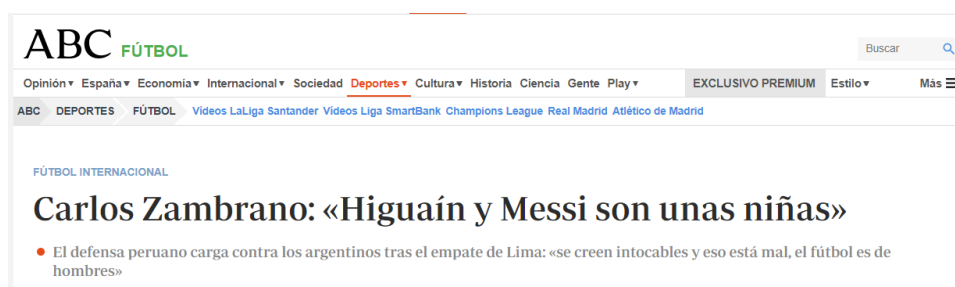 ABC FÚTBOL
Buscar
Opinión España Economía Internacional Sociedad Deportes Cultura Historia Ciencia Gente Play EXCLUSIVO PREMIUM Estilo Más
ABC DEPORTES FÚTBOL Vídeos LaLiga Santander Vídeos Liga SmartBank Champions League Real Madrid Atlético de Madrid
FÚTBOL INTERNACIONAL
Carlos Zambrano: «Higuaín y Messi son unas niñas»
El defensa peruano carga contra los argentinos tras el empate de Lima: «se creen intocables y eso está mal, el fútbol es de
hombres»